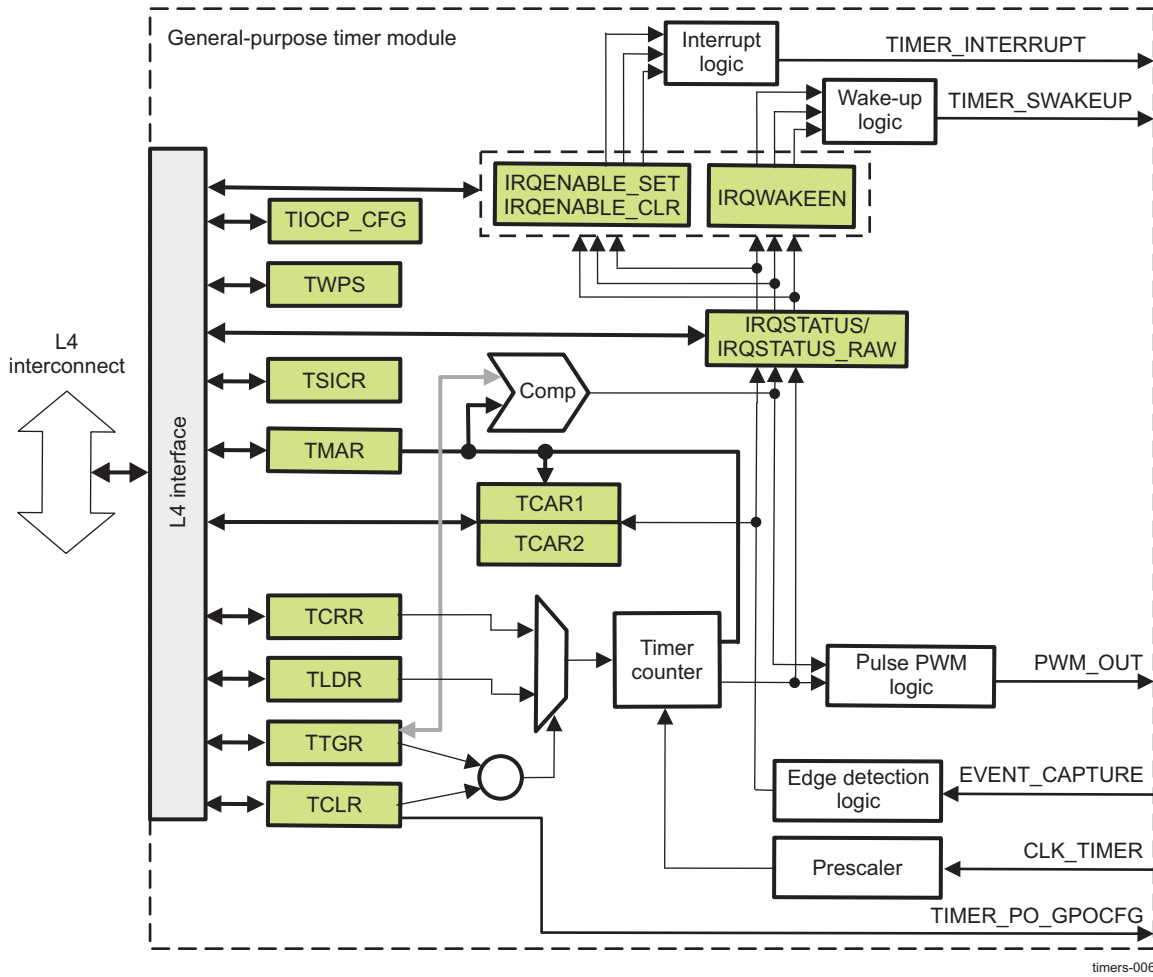 General-purpose timer module
Interrupt
logic
TIMER_INTERRUPT
Wake-up
logic
TIMER_SWAKEUP
IRQENABLE_SET
IRQENABLE_CLR
IRQWAKEEN
TIOCP_CFG
TWPS
IRQSTATUS/
IRQSTATUS_RAW
L4
interconnect
L4 interface
TSICR
Comp
TMAR
TCAR1
TCAR2
TCRR
Timer
counter
TLDR
Pulse PWM
logic
PWM_OUT
TTGR
TCLR
Edge detection
logic
EVENT_CAPTURE
Prescaler
CLK_TIMER
TIMER_PO_GPOCFG
timers-006